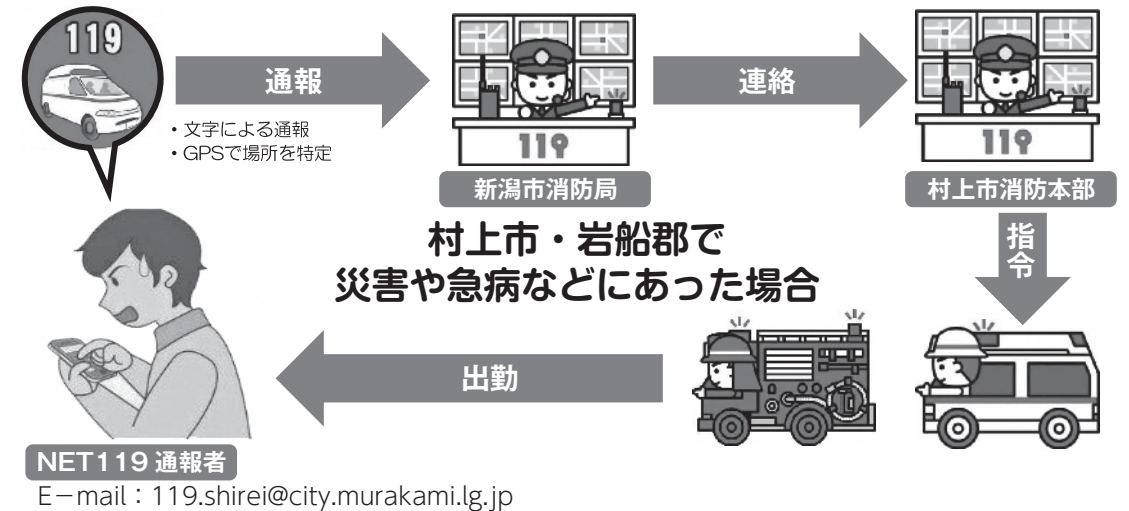 119
通報
・文字による通報
・GPSで場所を特定
119
新潟市消防局
連絡
119
村上市消防本部
指令
村上市・岩船郡で
災害や急病などにあった場合
出勤
NET119 通報者
E－mail：119.shirei@city.murakami.lg.jp